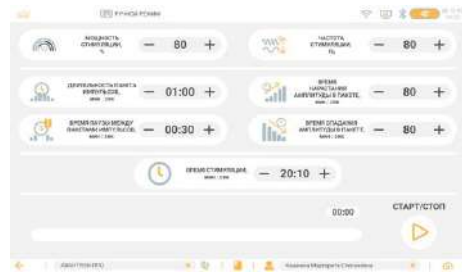 РУЧНОЙ РЕЖИМ
МОЩНОСТЬ
СТИМУЛЯЦИИ,
%
— 80 +
ЧАСТОТА
СТИМУЛЯЦИИ,
ГЦ
— 80 +
ДЛИТЕЛЬНОСТЬ ПАКЕТА
ИМПУЛЬСОВ,
МИН : СЕК
— 01:00 +
ВРЕМЯ
НАРАСТАНИЯ
АМПЛИТУДЫ В ПАКЕТЕ,
МИН : СЕК
— 80 +
ВРЕМЯ ПАУЗЫ МЕЖДУ
ПАКЕТАМИ ИМПУЛЬСОВ,
МИН : СЕК
— 00:30 +
ВРЕМЯ СПАДАНИЯ
АМПЛИТУДЫ В ПАКЕТЕ,
МИН : СЕК
— 80 +
ВРЕМЯ СТИМУЛЯЦИИ,
МИН : СЕК
— 20:10 +
00:00
СТАРТ/СТОП